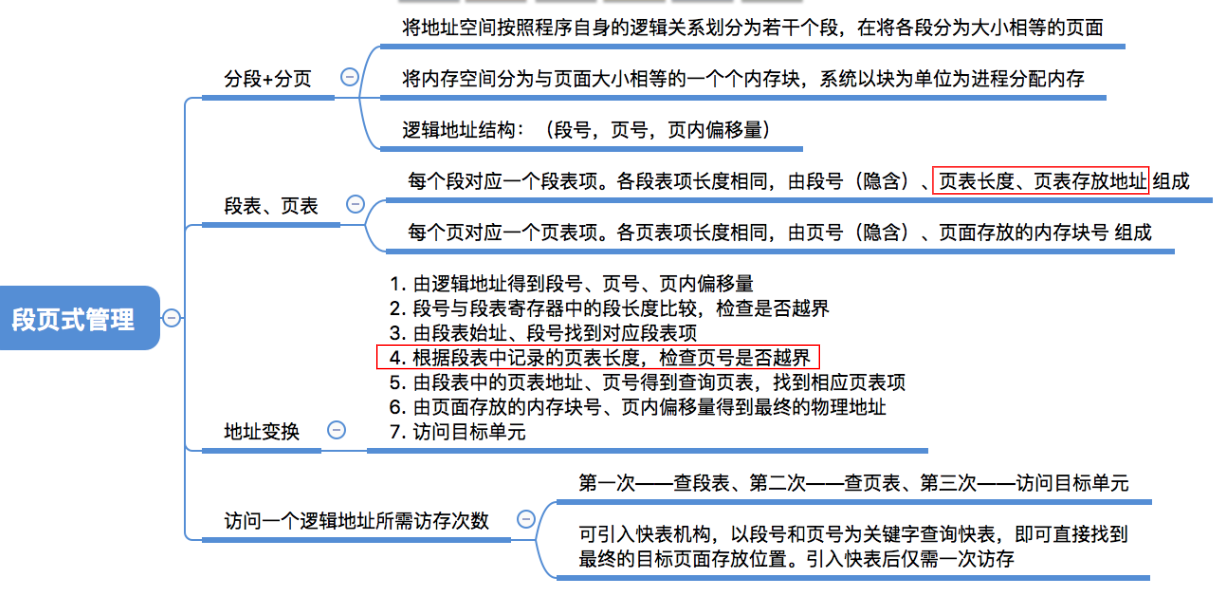 将地址空间按照程序自身的逻辑关系划分为若干个段，在将各段分为大小相等的页面
分段+分页
将内存空间分为与页面大小相等的一个个内存块，系统以块为单位为进程分配内存
逻辑地址结构：（段号，页号，页内偏移量）
每个段对应一个段表项。各段表项长度相同，由段号（隐含）、页表长度、页表存放地址 组成
段表、页表
每个页对应一个页表项。各页表项长度相同，由页号（隐含）、页面存放的内存块号 组成
段页式管理
1. 由逻辑地址得到段号、页号、页内偏移量
2. 段号与段表寄存器中的段长度比较，检查是否越界
3. 由段表始址、段号找到对应段表项
4. 根据段表中记录的页表长度，检查页号是否越界
5. 由段表中的页表地址、页号得到查询页表，找到相应页表项
6. 由页面存放的内存块号、页内偏移量得到最终的物理地址
7. 访问目标单元
地址变换
第一次——查段表、第二次——查页表、第三次——访问目标单元
访问一个逻辑地址所需访存次数
可引入快表机构，以段号和页号为关键字查询快表，即可直接找到
最终的目标页面存放位置。引入快表后仅需一次访存